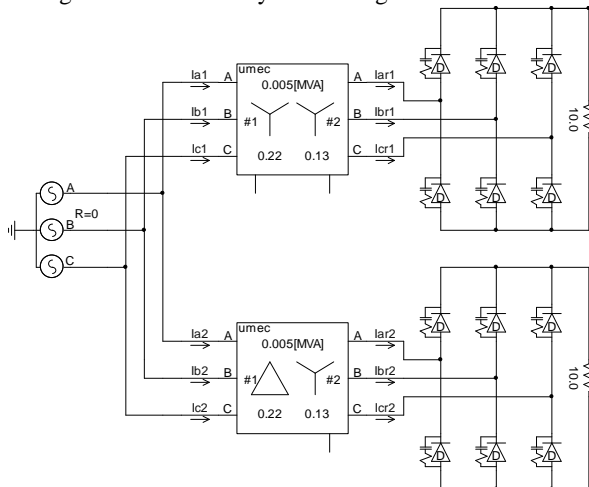 Ia1
A
umec
0.005[MVA]
A
Iar1
Ib1
B
#1
#2
B
Ibr1
Ic1
C
0.22
0.13
C
Icr1
D
D
D
10.0
D
D
D
A
R=0
B
C
Ia2
A
umec
0.005[MVA]
A
Iar2
Ib2
B
#1
#2
B
Ibr2
Ic2
C
0.22
0.13
C
Icr2
D
D
D
10.0
D
D
D